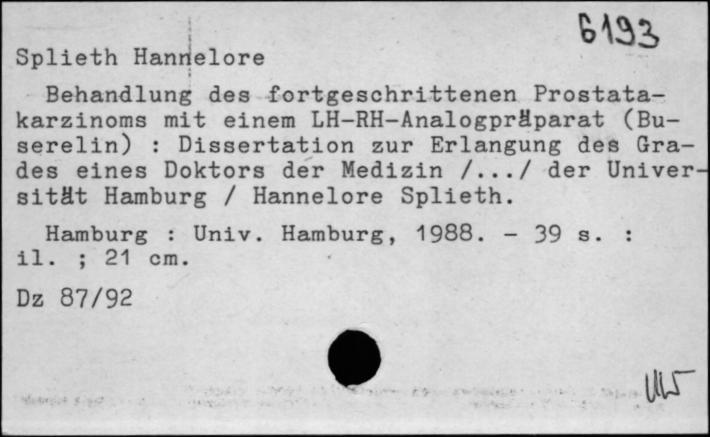 6193
Splieth Hannelore
Behandlung des fortgeschrittenen Prostata-
karzinoms mit einem LH-RH-Analogpräparat (Bu-
serelin) : Dissertation zur Erlangung des Gra-
des eines Doktors der Medizin /.../ der Univer-
sität Hamburg / Hannelore Splieth.
Hamburg : Univ. Hamburg, 1988. - 39 s. :
il. ; 21 cm.
Dz 87/92